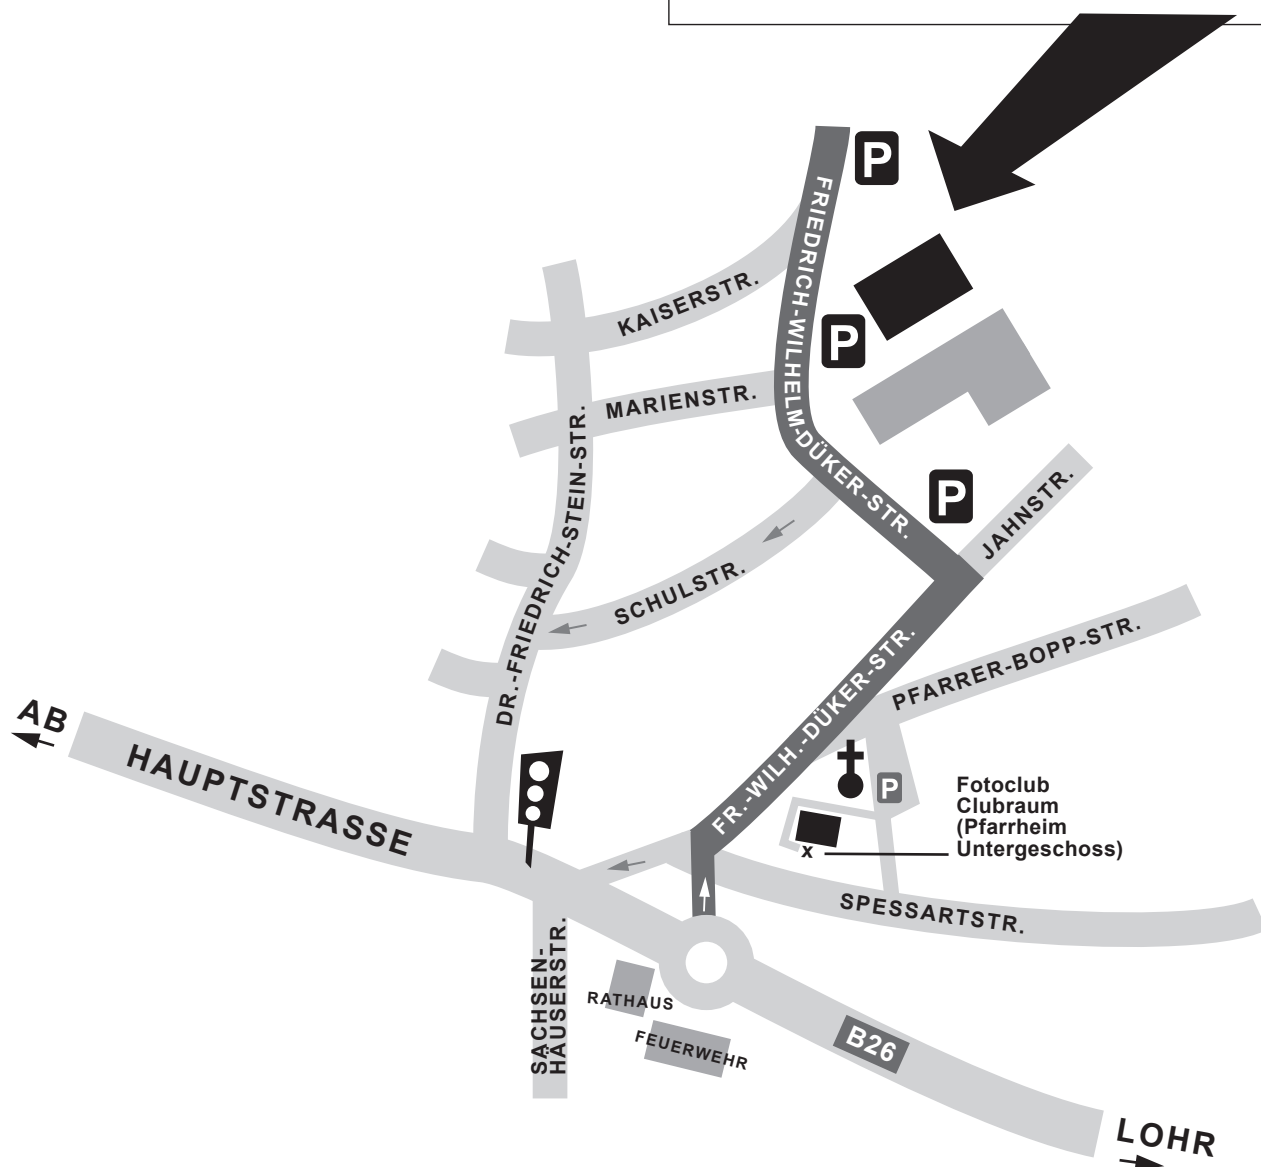 P
FRIEDRICH-WILHELM-DÜKER-STR.
KAISERSTR.
P
MARIENSTR.
DR.-FRIEDRICH-STEIN-STR.
P
JAHNSTR.
SCHULSTR.
FR.-WILH.-DÜKER-STR.
PFARRER-BOPP-STR.
AB
HAUPTSTRASSE
P
Fotoclub
Clubraum
(Pfarrheim
Untergeschoss)
x
SPESSARTSTR.
SACHSEN-
HÄUSERSTR.
RATHAUS
FEUERWEHR
B26
LOHR